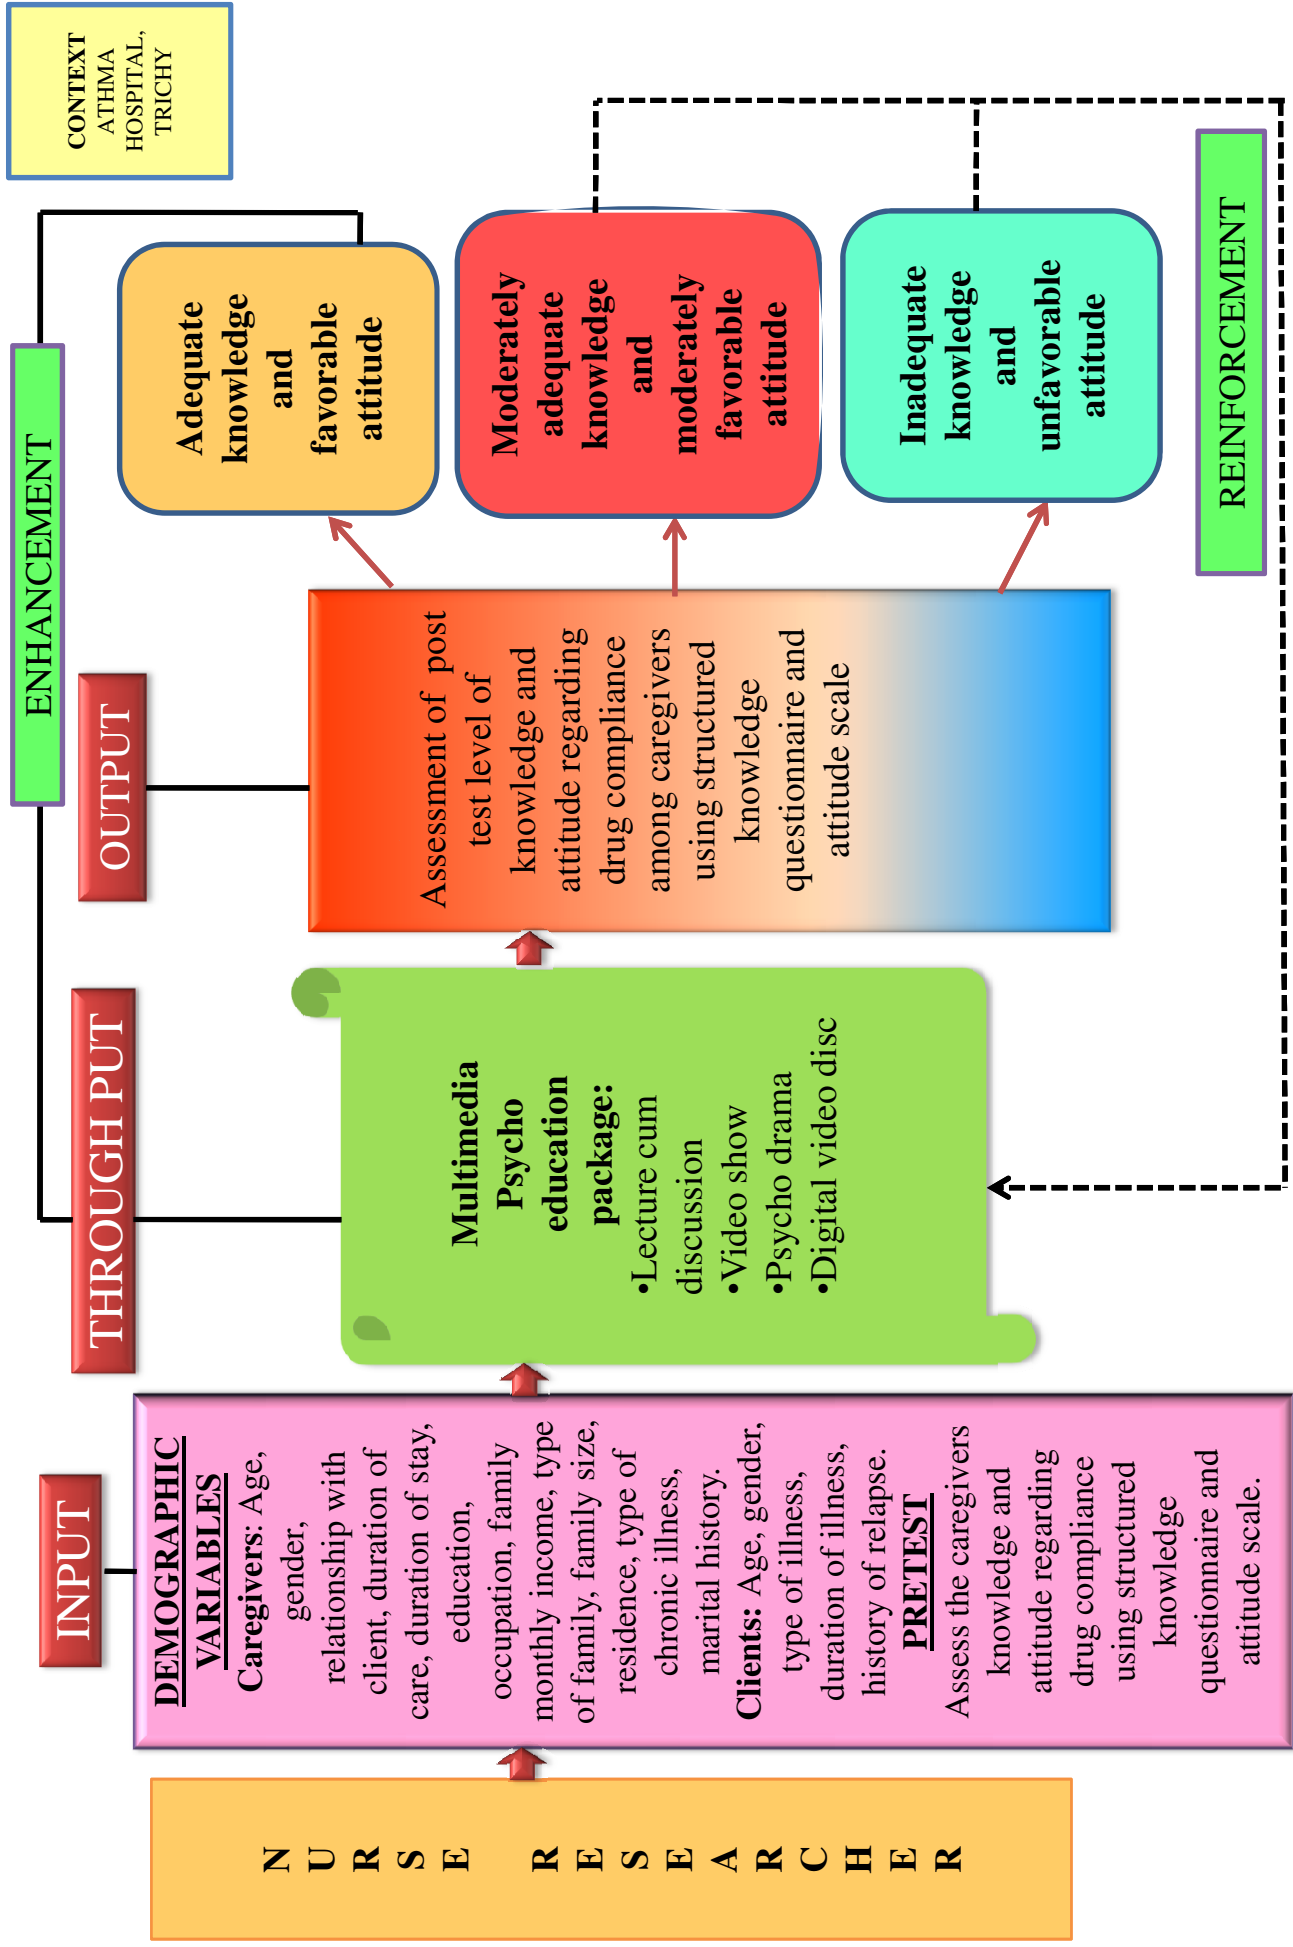 CONTEXT
ATHMA
HOSPITAL,
TRICHY
ENHANCEMENT
INPUT
THROUGH PUT
OUTPUT
N
U
R
S
E
R
E
S
E
A
R
C
H
E
R
DEMOGRAPHIC
VARIABLES
Caregivers: Age,
gender,
relationship with
client, duration of
care, duration of stay,
education,
occupation, family
monthly income, type
of family, family size,
residence, type of
chronic illness,
marital history.
Clients: Age, gender,
type of illness,
duration of illness,
history of relapse.
PRETEST
Assess the caregivers
knowledge and
attitude regarding
drug compliance
using structured
knowledge
questionnaire and
attitude scale.
Multimedia
Psycho
education
package:
•Lecture cum
discussion
•Video show
•Psycho drama
•Digital video disc
Assessment of post
test level of
knowledge and
attitude regarding
drug compliance
among caregivers
using structured
knowledge
questionnaire and
attitude scale
Adequate
knowledge
and
favorable
attitude
Moderately
adequate
knowledge
and
moderately
favorable
attitude
Inadequate
knowledge
and
unfavorable
attitude
REINFORCEMENT